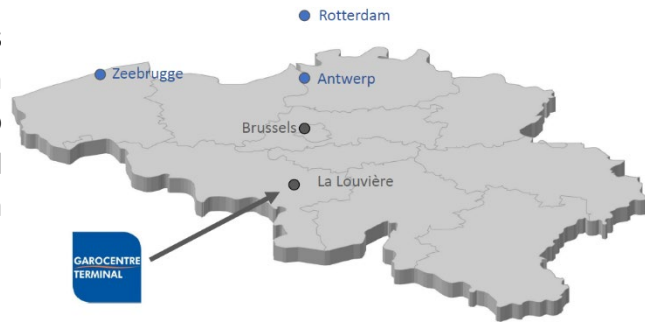 Rotterdam
Zeebrugge
Antwerp
Brussels
La Louvière
GAROCENTRE
TERMINAL